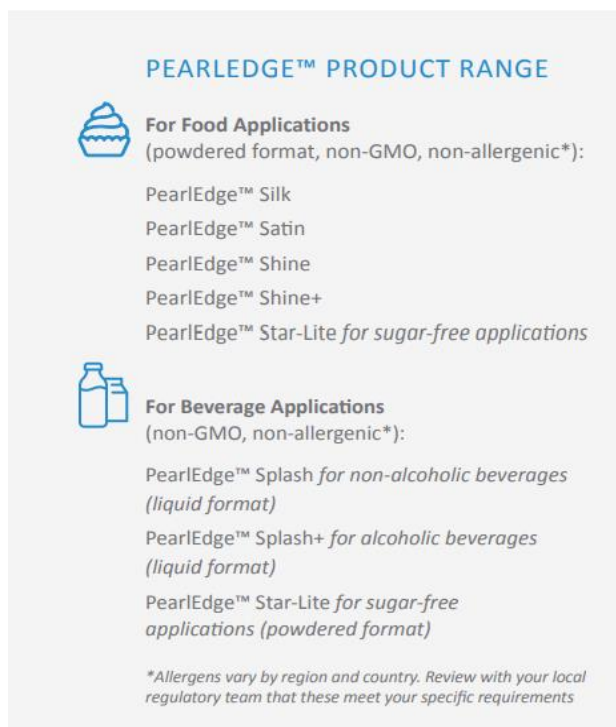 PEARLEDGE™ PRODUCT RANGE
For Food Applications
(powdered format, non-GMO, non-allergenic*):
PearlEdge™ Silk
PearlEdge™ Satin
PearlEdge™ Shine
PearlEdge™ Shine+
PearlEdge™ Star-Lite for sugar-free applications
For Beverage Applications
(non-GMO, non-allergenic*):
PearlEdge™ Splash for non-alcoholic beverages
(liquid format)
PearlEdge™ Splash+ for alcoholic beverages
(liquid format)
PearlEdge™ Star-Lite for sugar-free
applications (powdered format)
*Allergens vary by region and country. Review with your local
regulatory team that these meet your specific requirements